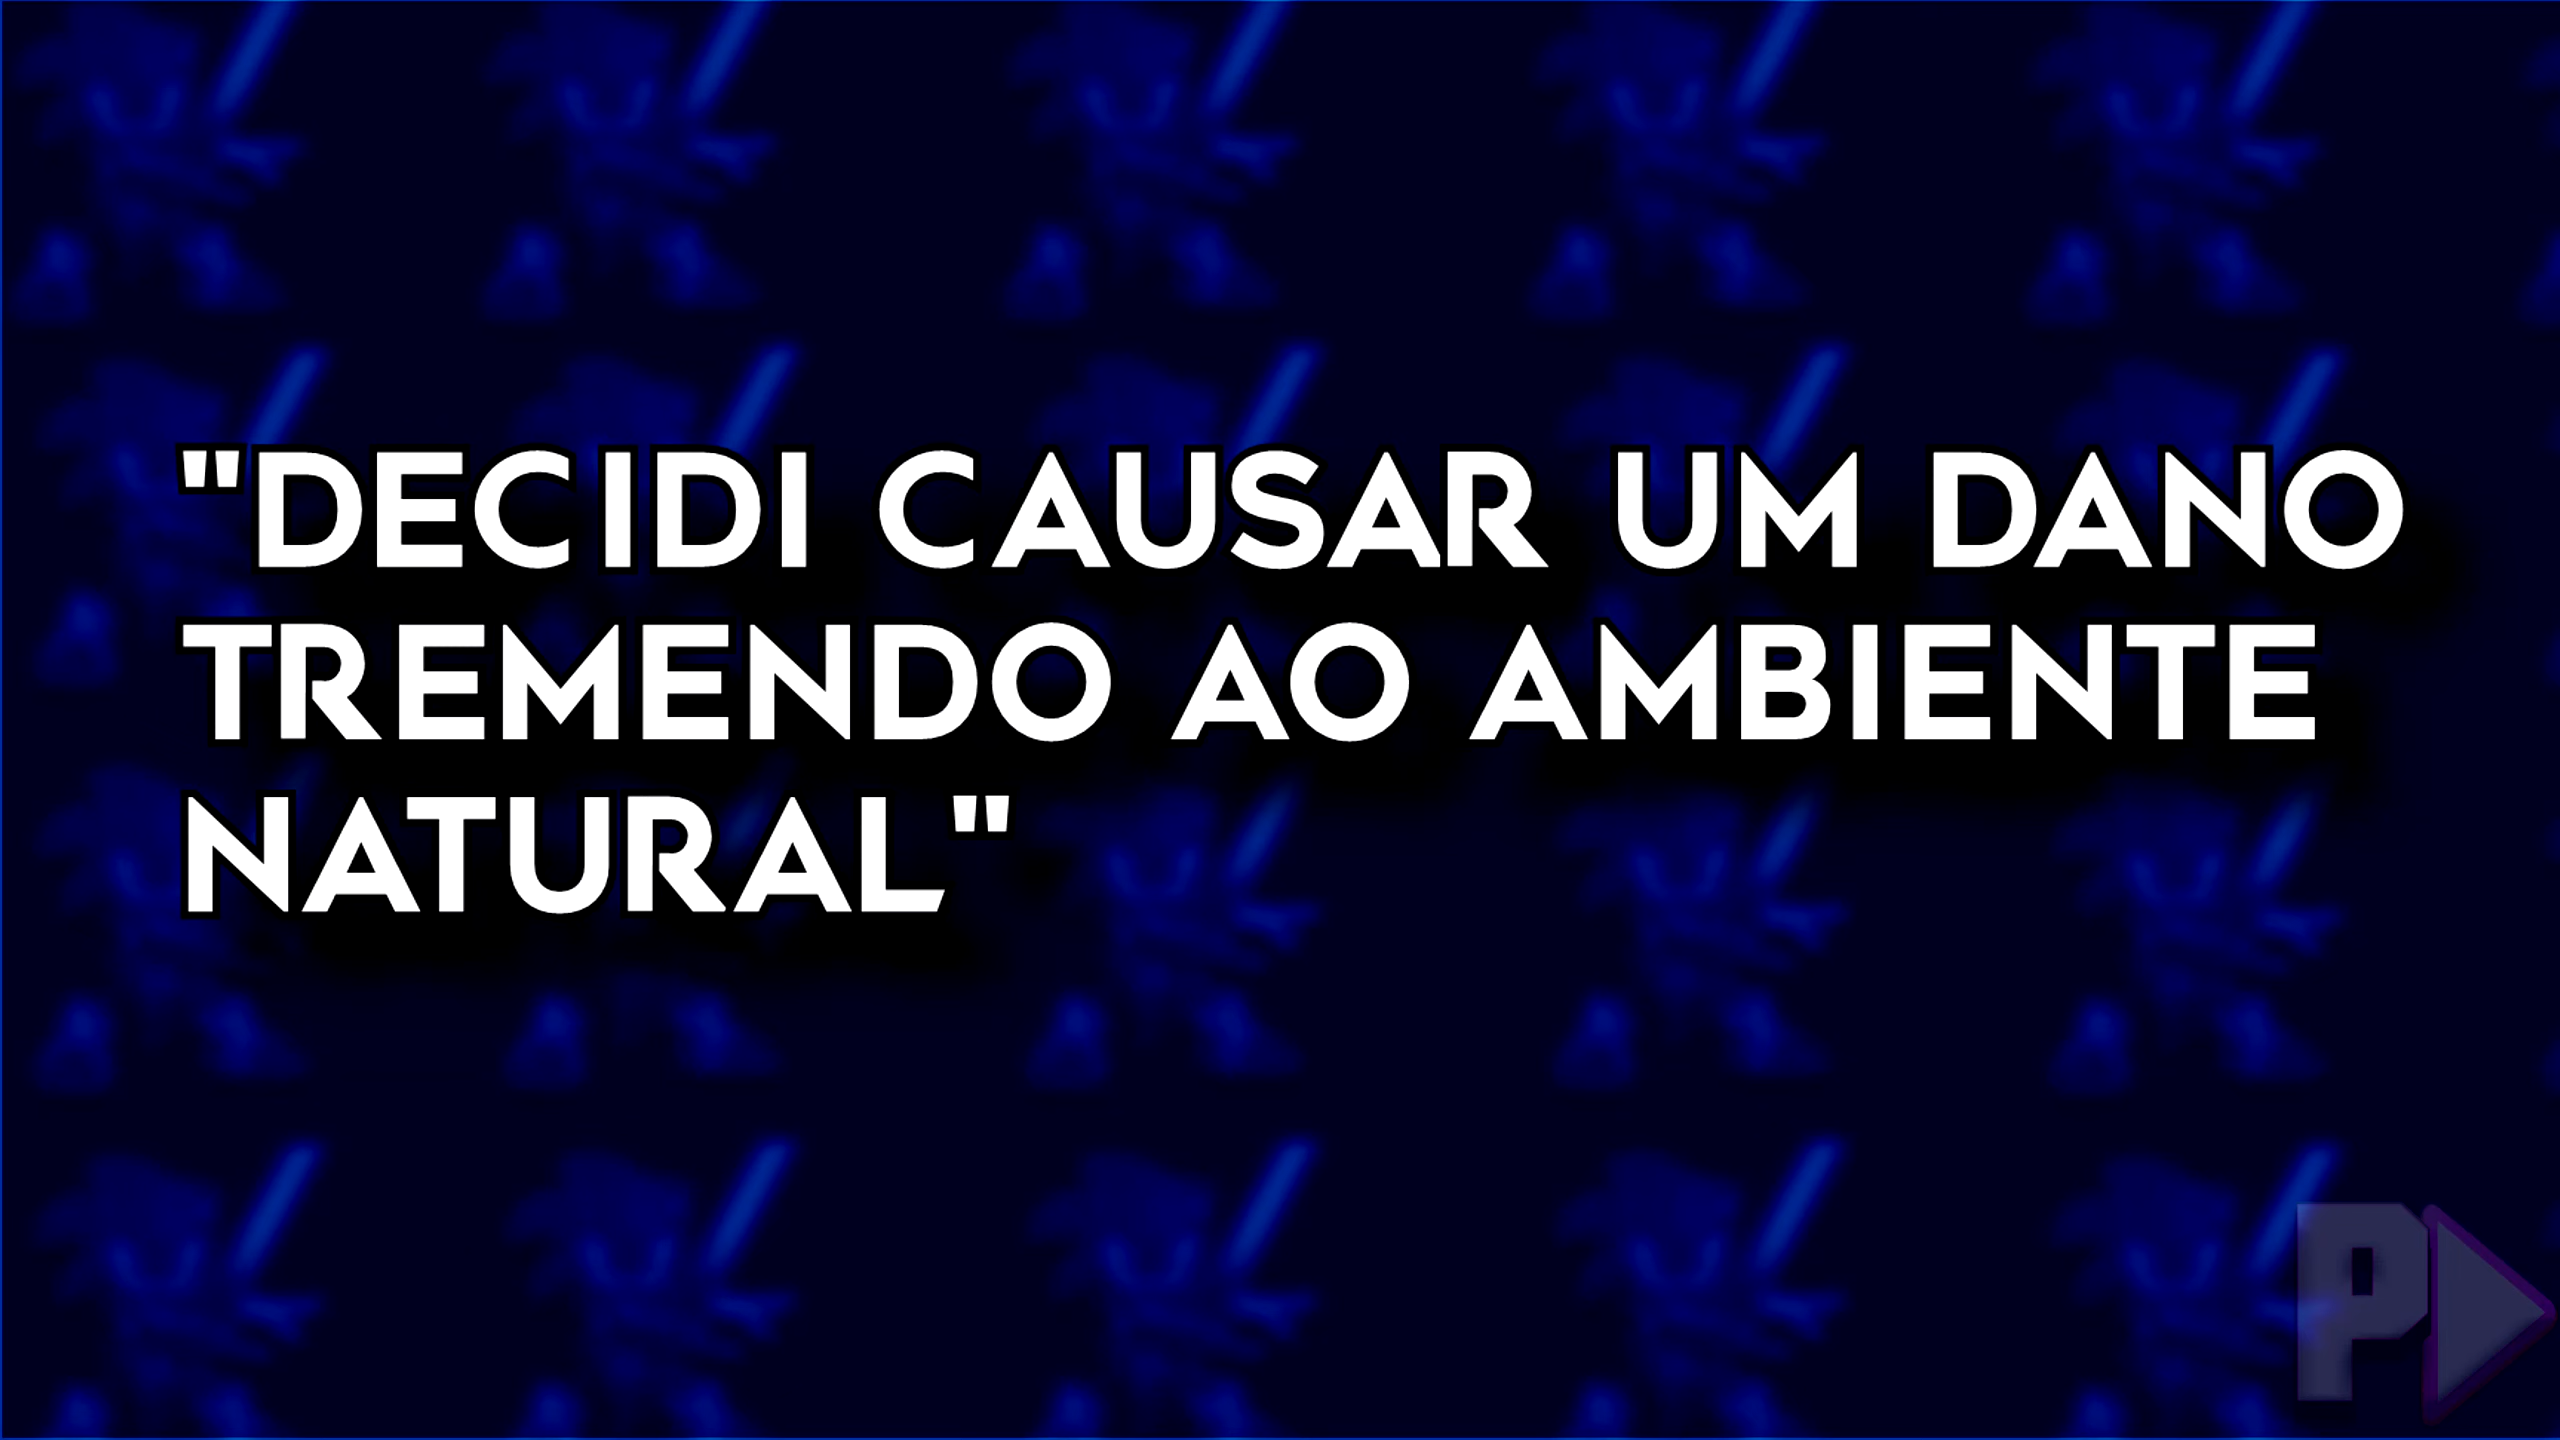 "DECIDI CAUSAR UM DANO
TREMENDO AO AMBIENTE
NATURAL"
P